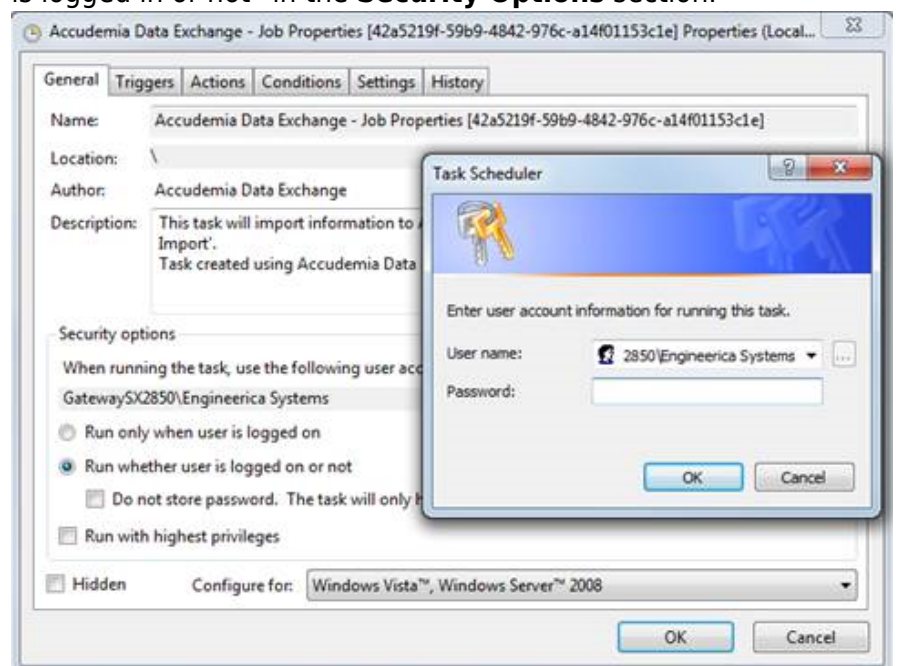 is logged in or not" in the Security Options section.
Accudemia Data Exchange - Job Properties [42a5219f-59b9-4842-976c-a14f01153c1e] Properties (Local...
General Triggers Actions Conditions Settings History
Name: Accudemia Data Exchange - Job Properties [42a5219f-59b9-4842-976c-a14f01153c1e]
Location: \
Author: Accudemia Data Exchange
Description: This task will import information to
Import'.
Task created using Accudemia Data
Security options
When running the task, use the following user acc
GatewaySX2850\Engineerica Systems
Run only when user is logged on
Run whether user is logged on or not
Do not store password. The task will only
Run with highest privileges
Hidden Configure for: Windows Vista™, Windows Server™ 2008
OK Cancel
Task Scheduler
Enter user account information for running this task.
User name: 2850\Engineerica Systems ...
Password:
OK Cancel